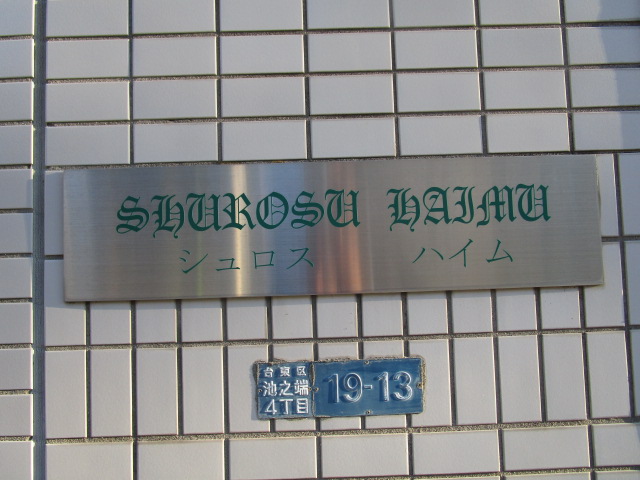 SHUROSU HAIMU
シュロス ハイム
台東区
池之端
4丁目
19-13